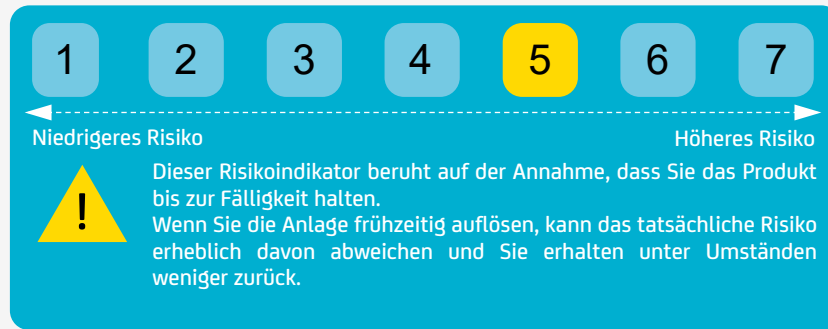 1 2 3 4 5 6 7
Niedrigeres Risiko Höheres Risiko
!
Dieser Risikoindikator beruht auf der Annahme, dass Sie das Produkt
bis zur Fälligkeit halten.
Wenn Sie die Anlage frühzeitig auflösen, kann das tatsächliche Risiko
erheblich davon abweichen und Sie erhalten unter Umständen
weniger zurück.